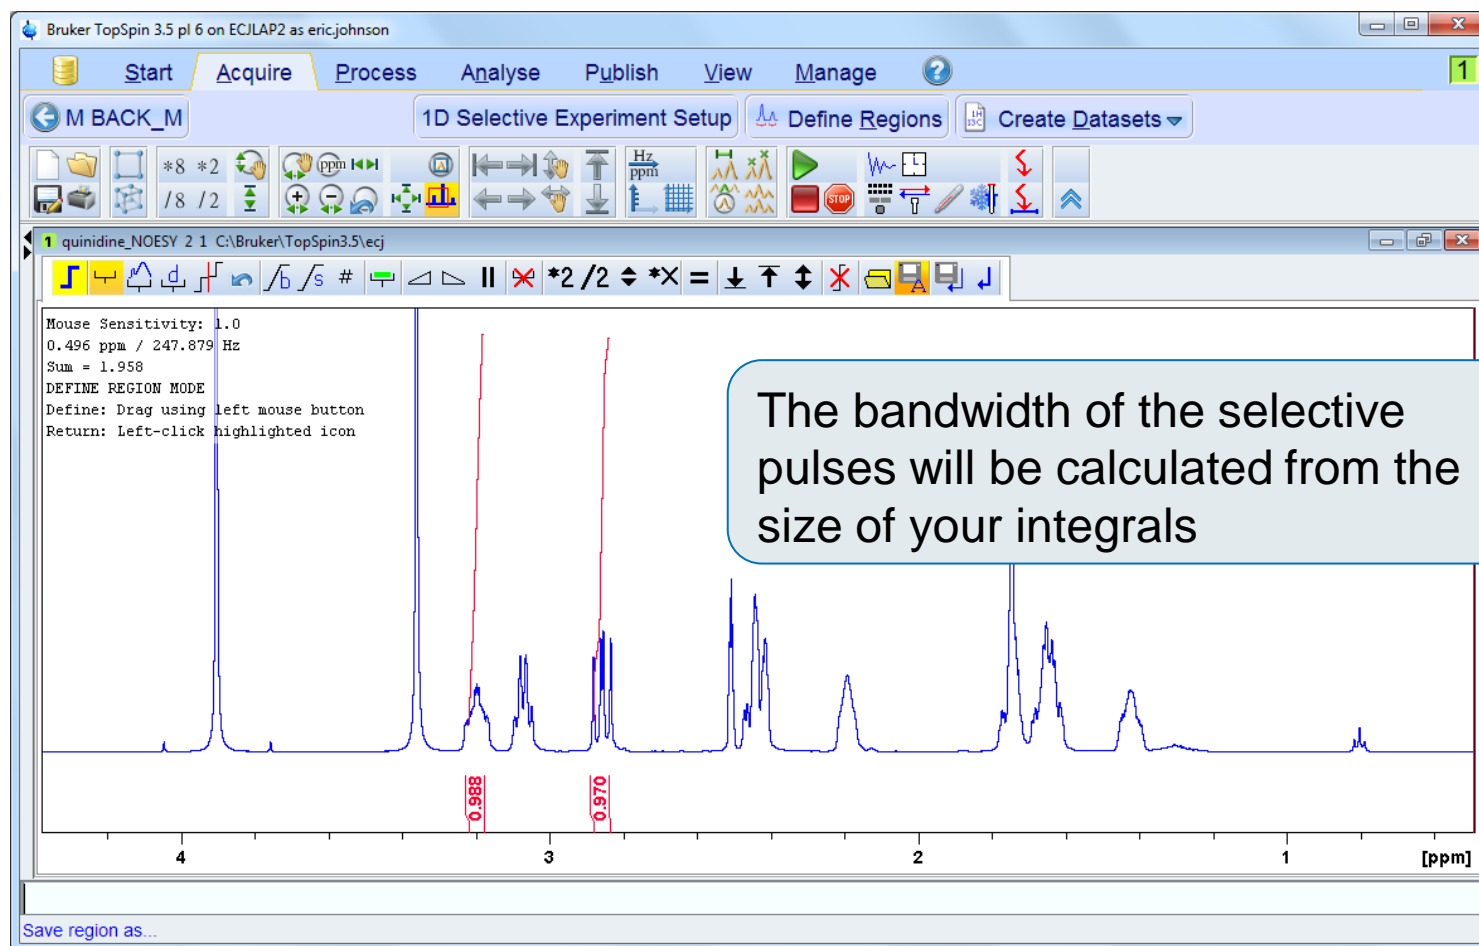 Bruker TopSpin 3.5 pl 6 on ECJLAP2 as eric.johnson
Start Acquire Process Analyse Publish View Manage ? 1
M BACK_M 1D Selective Experiment Setup Define Regions 1H 13C Create Datasets
*8 *2 ppm Hz ppm
/8 /2 STOP
1 quinidine_NOESY 2 1 C:\Bruker\TopSpin3.5\ecj
d b s # *2 /2 *X = A
Mouse Sensitivity: 1.0
0.496 ppm / 247.879 Hz
Sum = 1.958
DEFINE REGION MODE
Define: Drag using left mouse button
Return: Left-click highlighted icon
The bandwidth of the selective
pulses will be calculated from the
size of your integrals
0.988 0.970
4 3 2 1 [ppm]
Save region as...